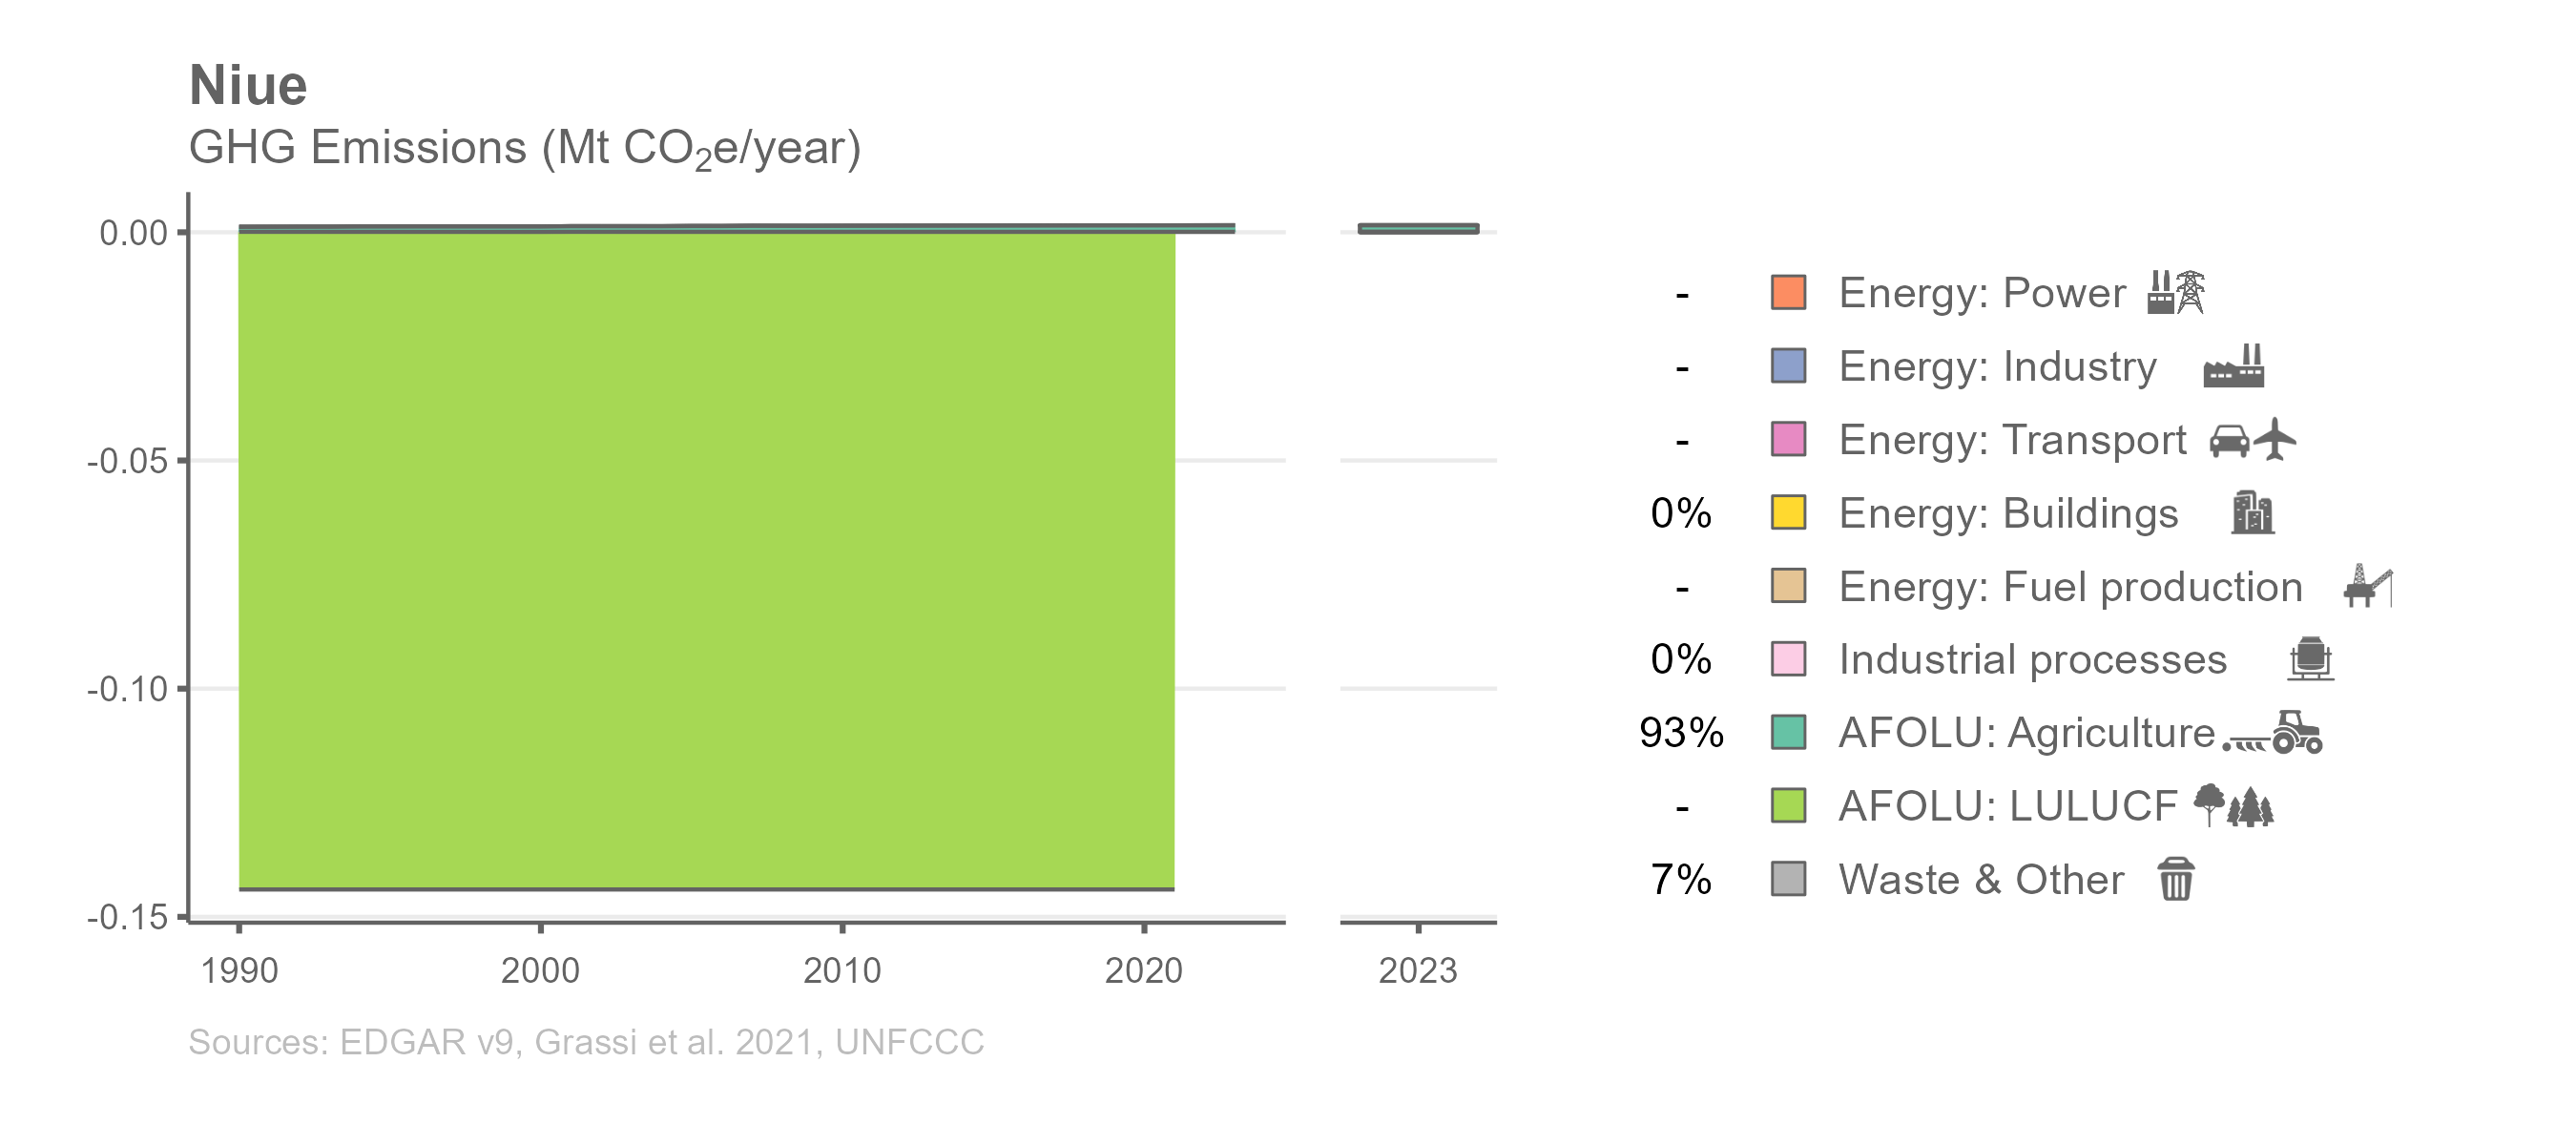 Niue
GHG Emissions (Mt CO₂e/year)
0.00
-0.05
-0.10
-0.15
1990 2000 2010 2020 2023
- Energy: Power
- Energy: Industry
- Energy: Transport
0% Energy: Buildings
- Energy: Fuel production
0% Industrial processes
93% AFOLU: Agriculture
- AFOLU: LULUCF
7% Waste & Other
Sources: EDGAR v9, Grassi et al. 2021, UNFCCC